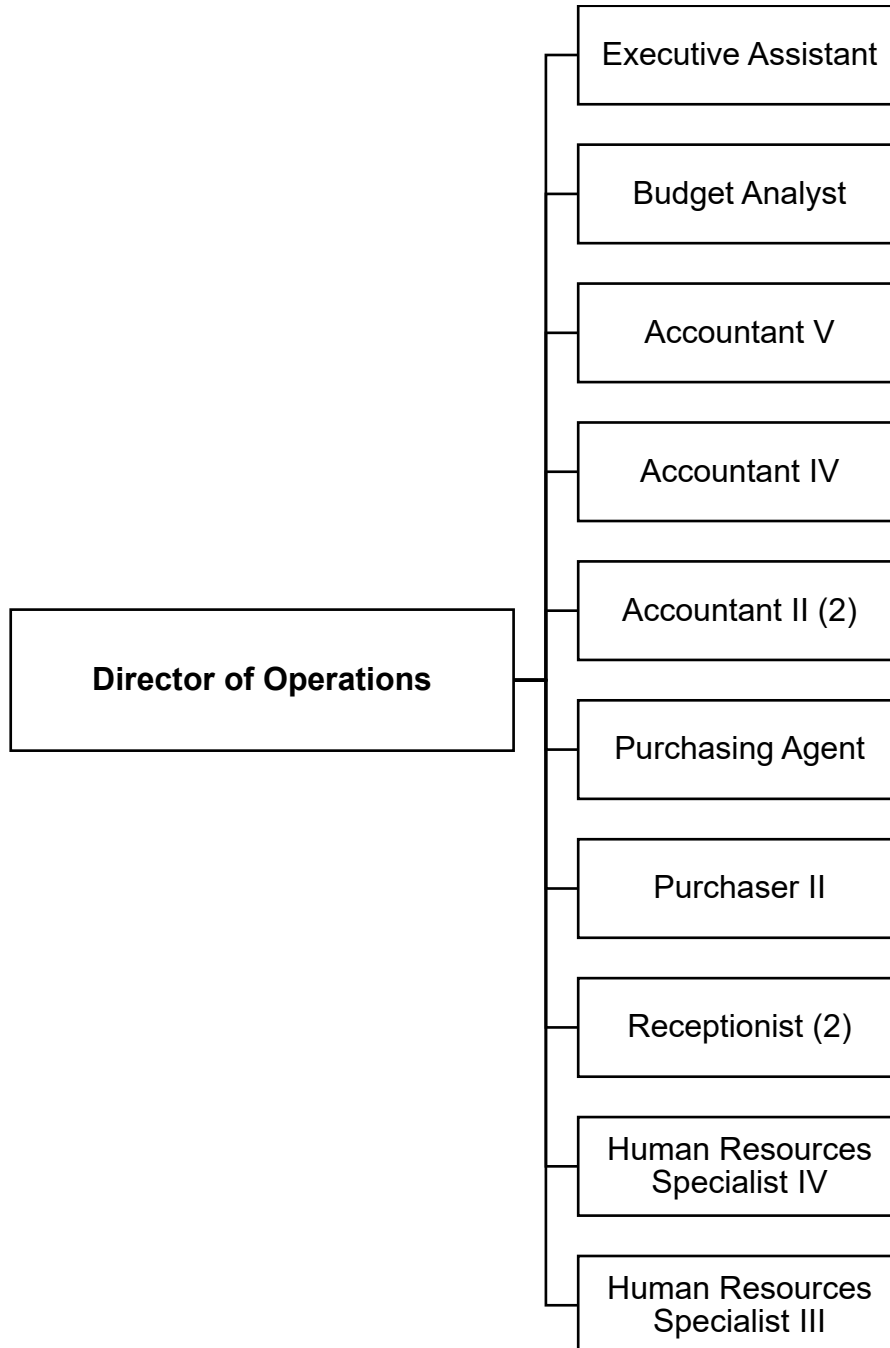 Executive Assistant
Budget Analyst
Accountant V
Accountant IV
Accountant II (2)
Director of Operations
Purchasing Agent
Purchaser II
Receptionist (2)
Human Resources
Specialist IV
Human Resources
Specialist III